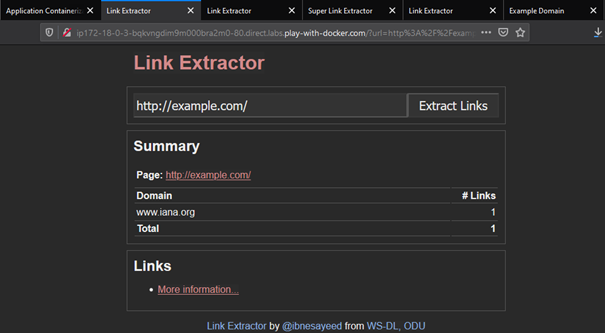 Application Containeriz
Link Extractor
Link Extractor
Super Link Extractor
Link Extractor
Example Domain
ip172-18-0-3-bqkvngdim9m000bra2m0-80.direct.labs.play-with-docker.com/?url=http%3A%2F%2Fexamp
Link Extractor
http://example.com/
Extract Links
Summary
Page: http://example.com/
Domain # Links
www.iana.org 1
Total 1
Links
More information...
Link Extractor by @ibnesayeed from WS-DL, ODU